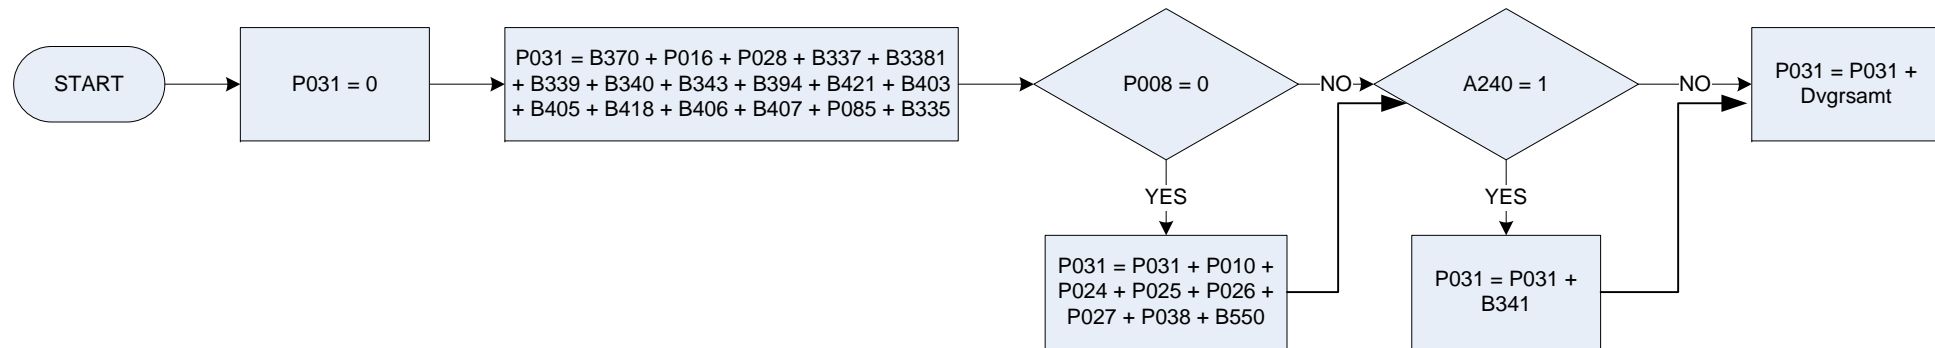 START
P031 = 0
P031 = B370 + P016 + P028 + B337 + B3381
+ B339 + B340 + B343 + B394 + B421 + B403
+ B405 + B418 + B406 + B407 + P085 + B335
P008 = 0
NO
A240 = 1
NO
P031 = P031 +
Dvgrsamt
YES
YES
P031 = P031 + P010 +
P024 + P025 + P026 +
P027 + P038 + B550
P031 = P031 +
B341